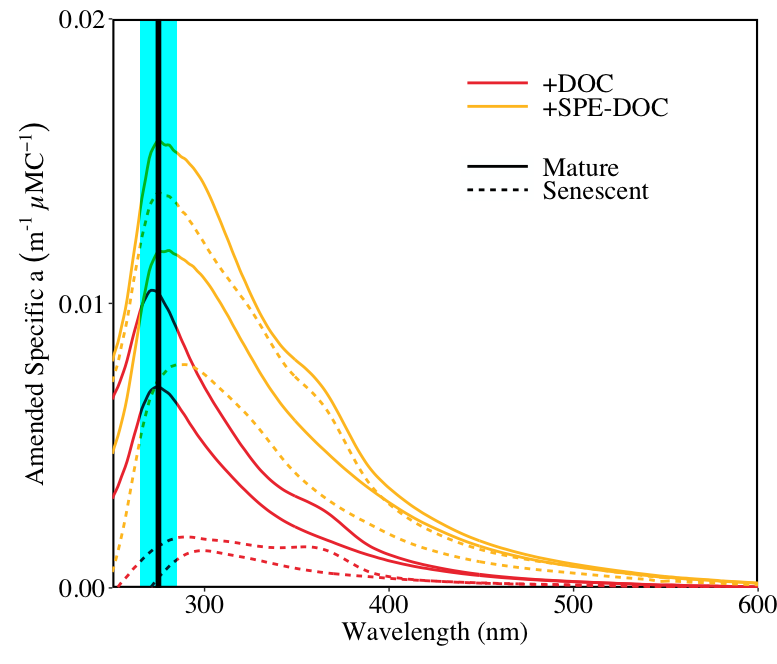 0.02
0.01
0.00
Amended Specific a (m⁻¹ µMC⁻¹)
+DOC
+SPE-DOC
Mature
Senescent
300 400 500 600
Wavelength (nm)